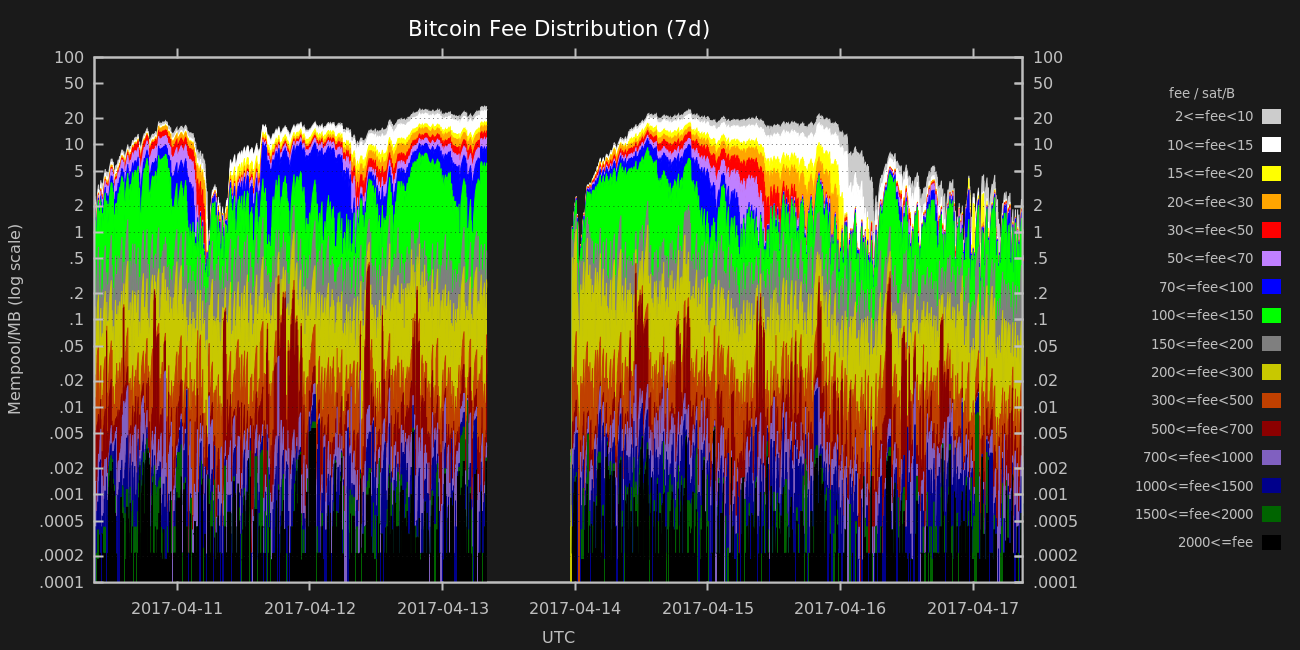 Bitcoin Fee Distribution (7d)
100
50
20
10
5
2
1
.5
.2
.1
.05
.02
.01
.005
.002
.001
.0005
.0002
.0001
Mempool/MB (log scale)
100
50
20
10
5
2
1
.5
.2
.1
.05
.02
.01
.005
.002
.001
.0005
.0002
.0001
2017-04-11 2017-04-12 2017-04-13 2017-04-14 2017-04-15 2017-04-16 2017-04-17
UTC
fee / sat/B
2<=fee<10
10<=fee<15
15<=fee<20
20<=fee<30
30<=fee<50
50<=fee<70
70<=fee<100
100<=fee<150
150<=fee<200
200<=fee<300
300<=fee<500
500<=fee<700
700<=fee<1000
1000<=fee<1500
1500<=fee<2000
2000<=fee